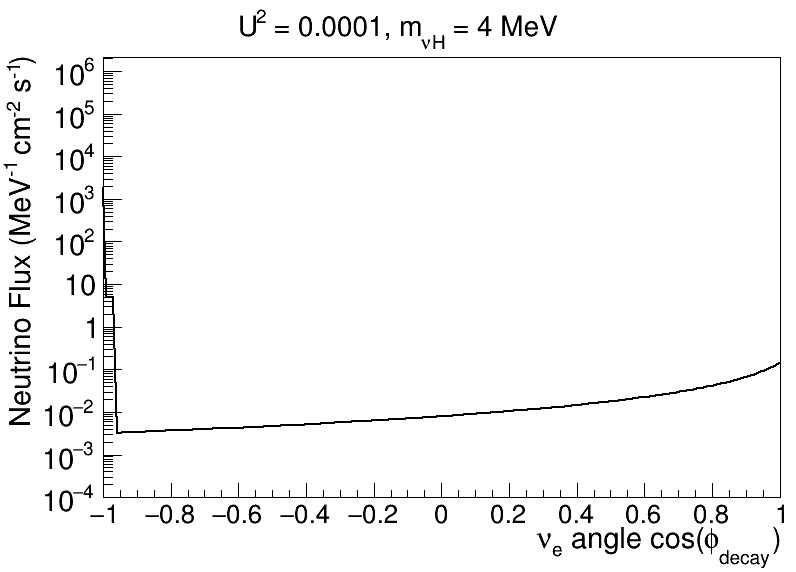 U² = 0.0001, m_νH = 4 MeV
Neutrino Flux (MeV⁻¹ cm⁻² s⁻¹)
10⁶
10⁵
10⁴
10³
10²
10
1
10⁻¹
10⁻²
10⁻³
10⁻⁴
−1 −0.8 −0.6 −0.4 −0.2 0 0.2 0.4 0.6 0.8 1
ν_e angle cos(ϕ_decay)